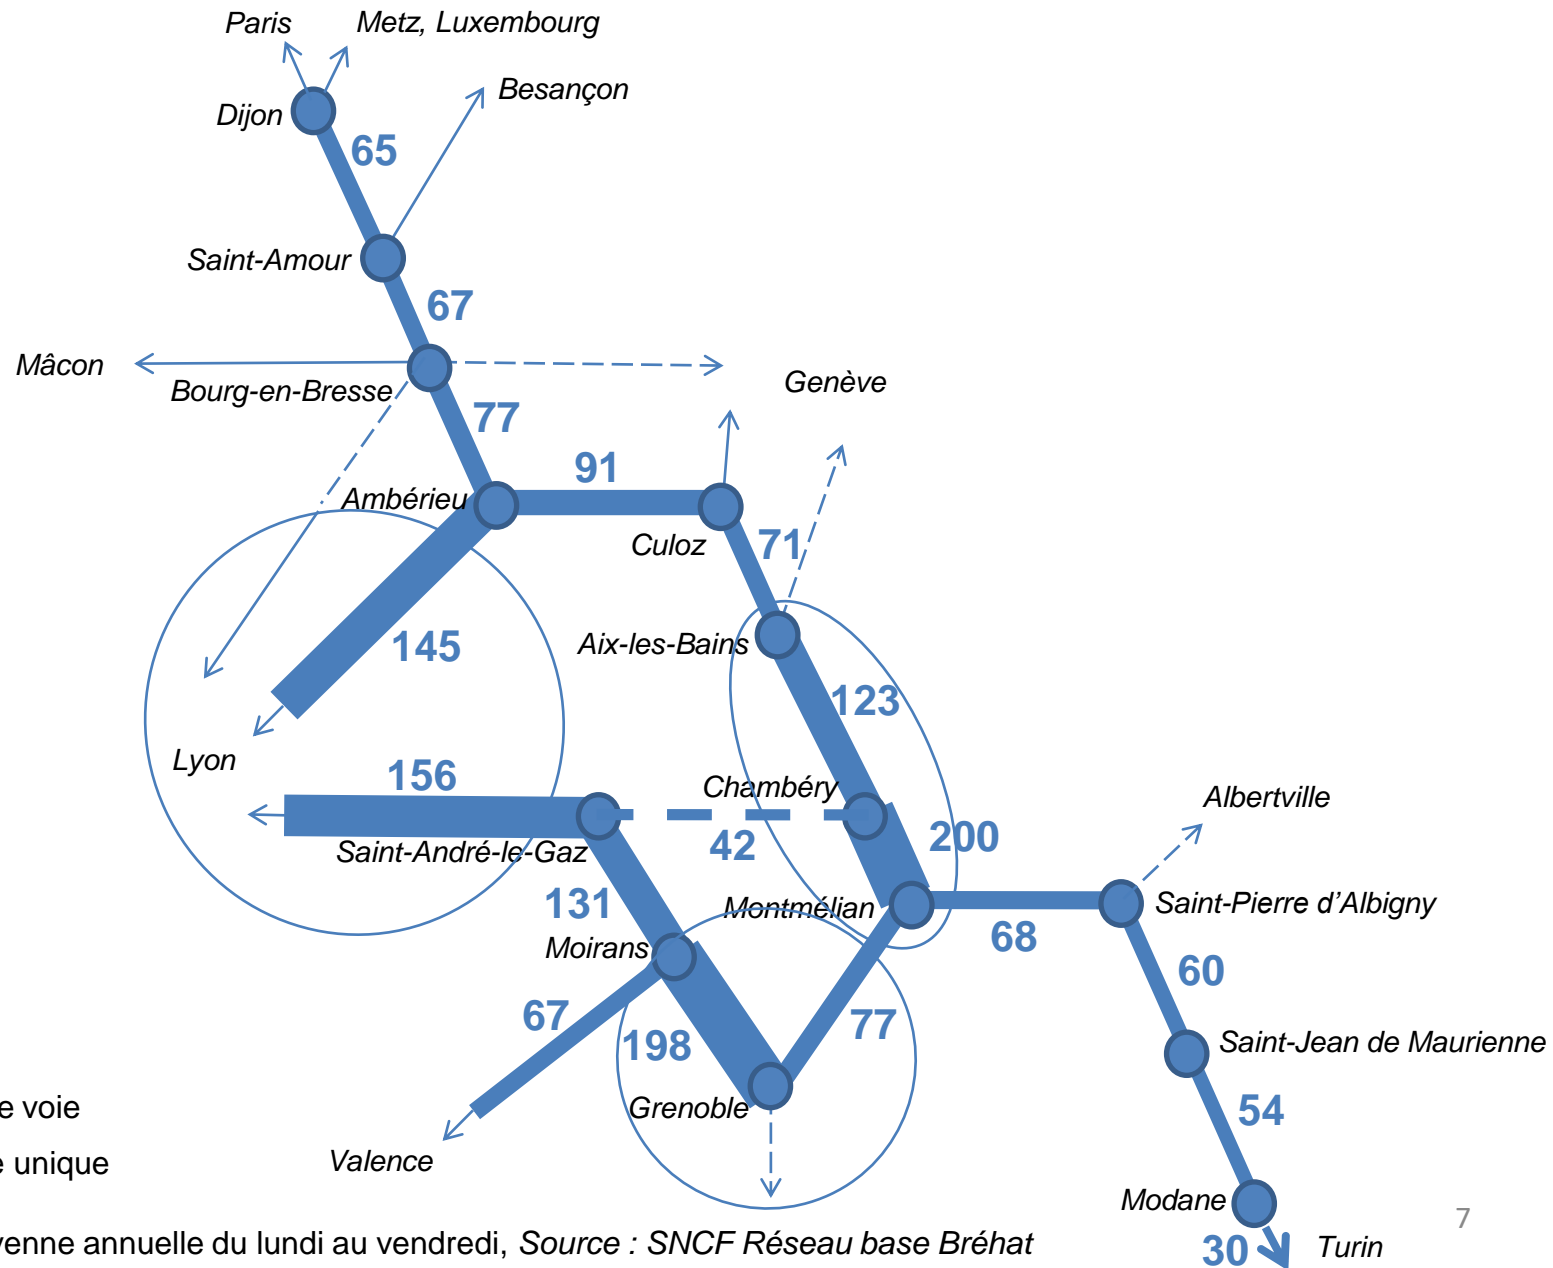 Paris
Metz, Luxembourg
Besançon
Dijon
65
Saint-Amour
67
Mâcon
Bourg-en-Bresse
Genève
77
91
Ambérieu
Culoz
71
145
Aix-les-Bains
123
Lyon
156
Chambéry
Albertville
42
200
Saint-André-le-Gaz
131
Montmélian
Saint-Pierre d’Albigny
68
Moirans
60
67
198
77
Saint-Jean de Maurienne
Grenoble
54
e voie
Valence
unique
Modane
7
enne annuelle du lundi au vendredi, Source : SNCF Réseau base Bréhat
30
Turin